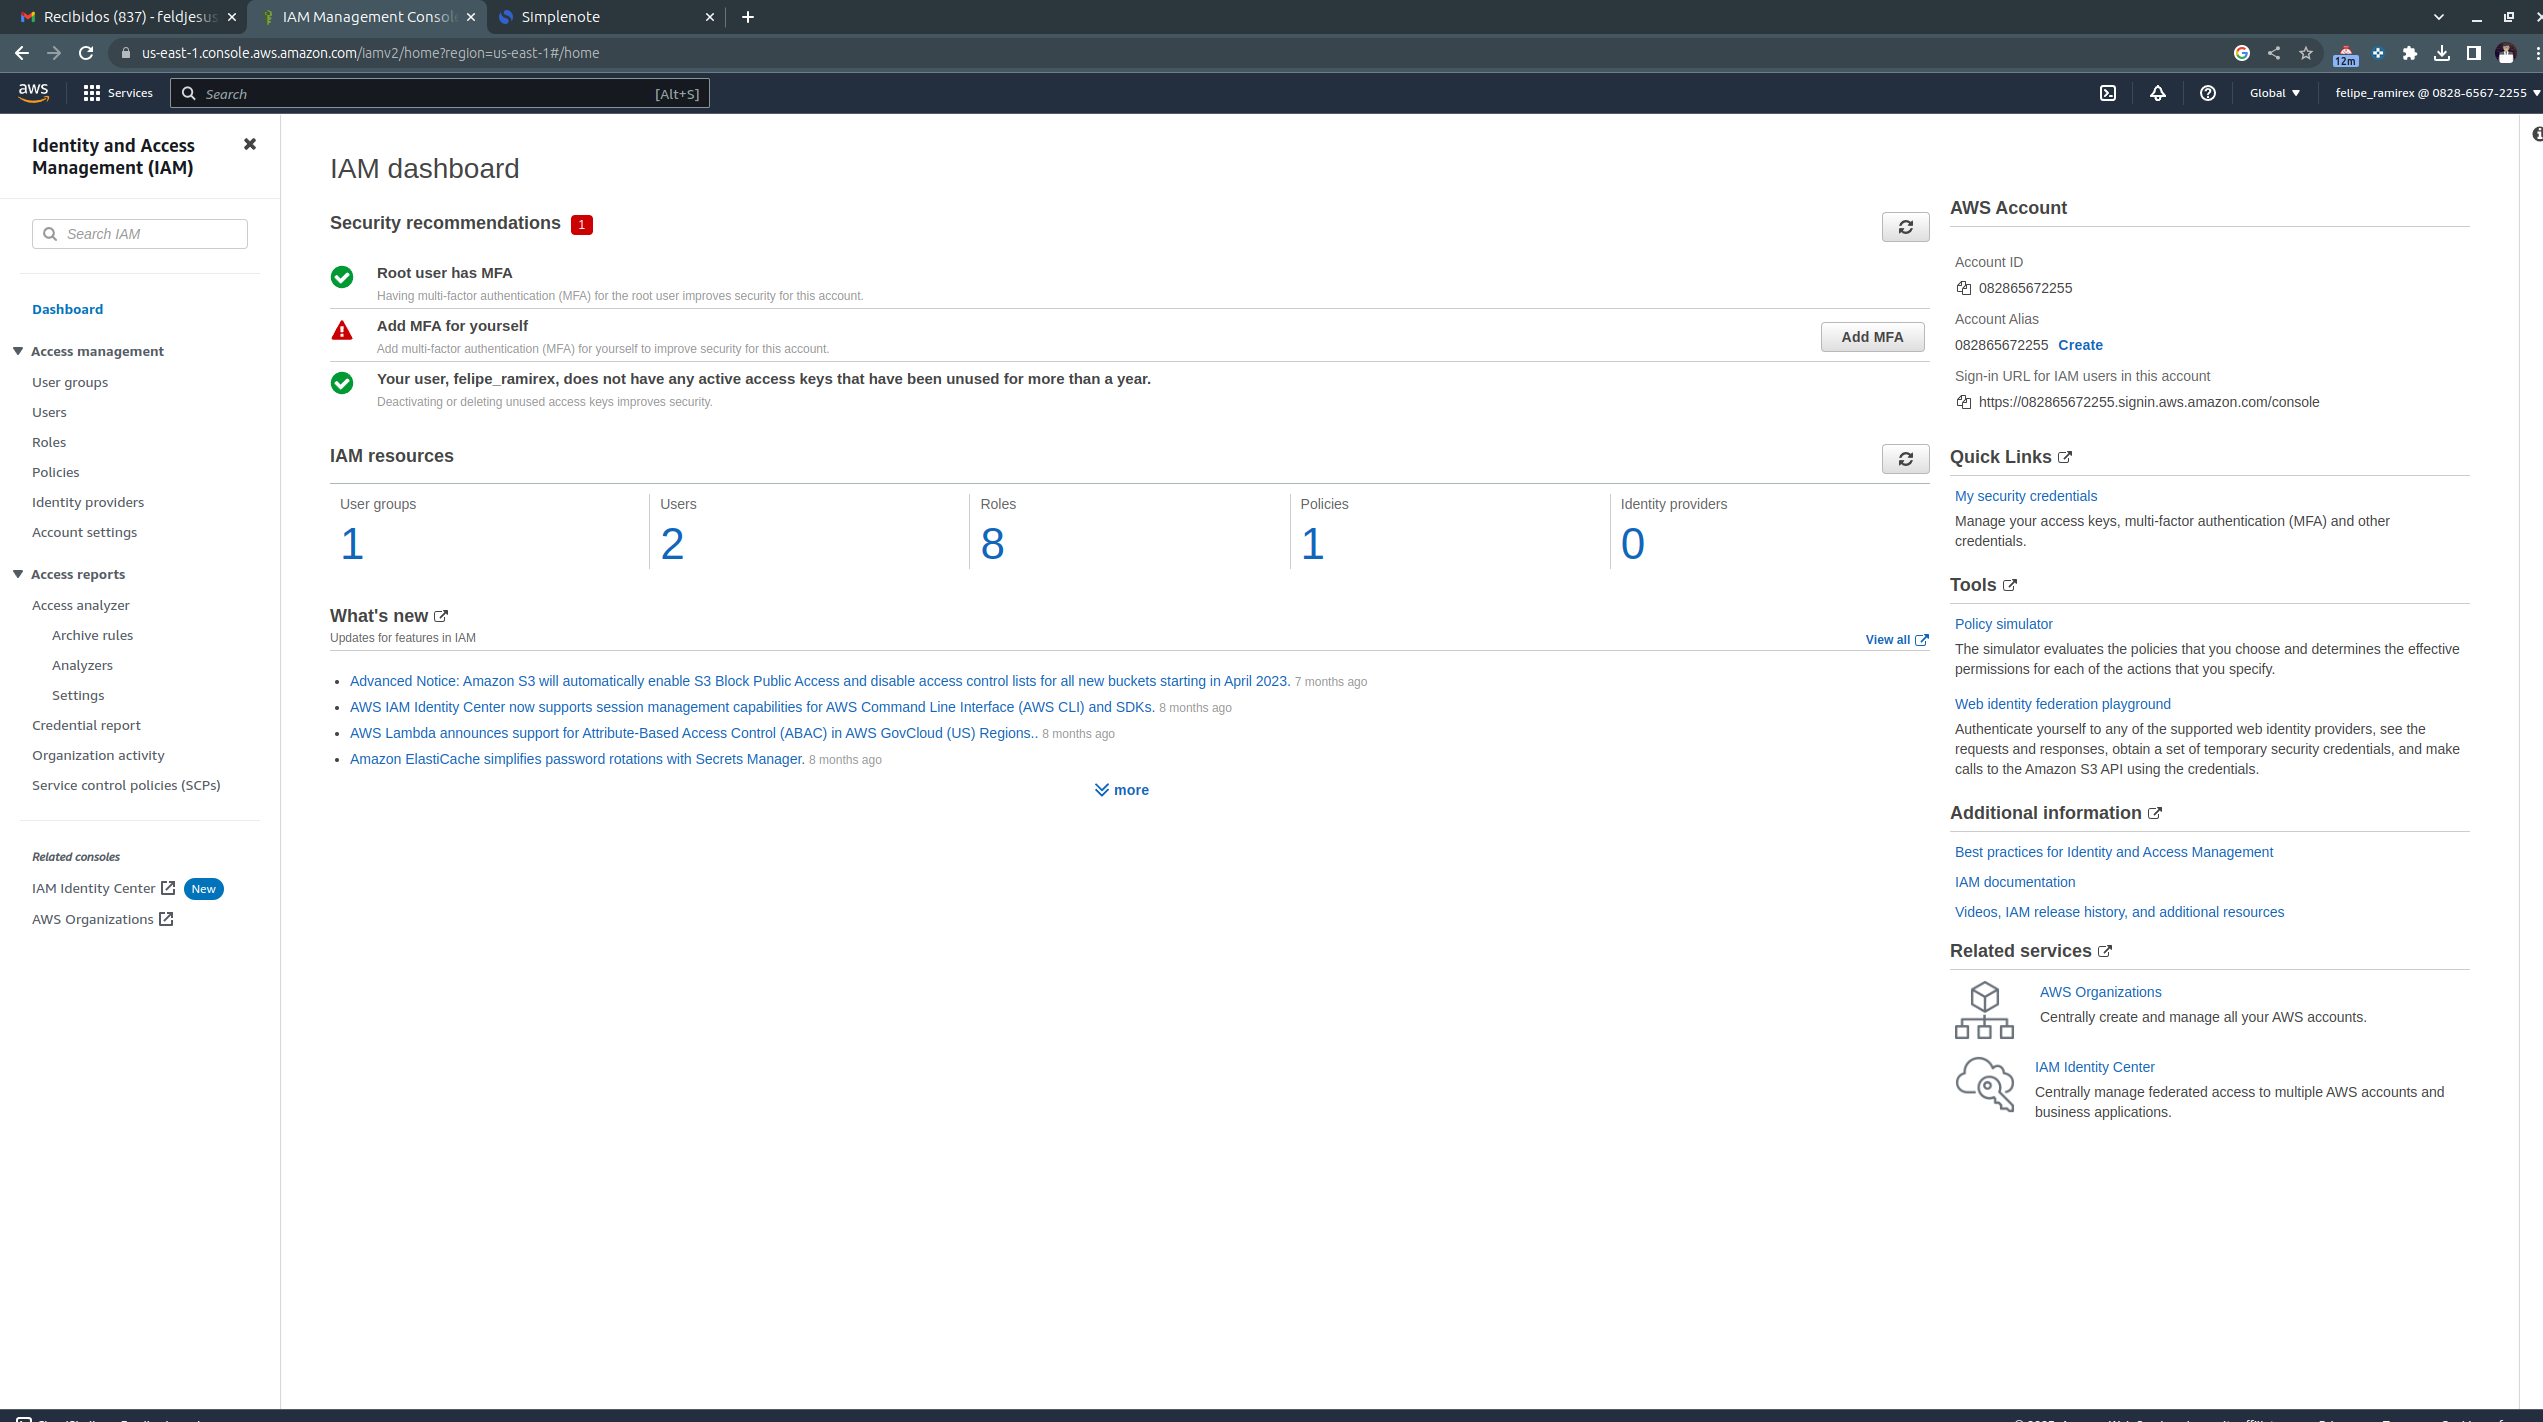 Recibidos (837) - feldjesus
IAM Management Consol
Simplenote
us-east-1.console.aws.amazon.com/iamv2/home?region=us-east-1#/home
12m
aws
Services
Search
[Alt+S]
Global
felipe_ramirex @ 0828-6567-2255
Identity and Access
Management (IAM)
Search IAM
Dashboard
Access management
User groups
Users
Roles
Policies
Identity providers
Account settings
Access reports
Access analyzer
Archive rules
Analyzers
Settings
Credential report
Organization activity
Service control policies (SCPs)
Related consoles
IAM Identity Center New
AWS Organizations
IAM dashboard
Security recommendations 1
Root user has MFA
Having multi-factor authentication (MFA) for the root user improves security for this account.
Add MFA for yourself
Add multi-factor authentication (MFA) for yourself to improve security for this account.
Add MFA
Your user, felipe_ramirex, does not have any active access keys that have been unused for more than a year.
Deactivating or deleting unused access keys improves security.
IAM resources
User groups
1
Users
2
Roles
8
Policies
1
Identity providers
0
What's new
Updates for features in IAM
View all
Advanced Notice: Amazon S3 will automatically enable S3 Block Public Access and disable access control lists for all new buckets starting in April 2023. 7 months ago
AWS IAM Identity Center now supports session management capabilities for AWS Command Line Interface (AWS CLI) and SDKs. 8 months ago
AWS Lambda announces support for Attribute-Based Access Control (ABAC) in AWS GovCloud (US) Regions.. 8 months ago
Amazon ElastiCache simplifies password rotations with Secrets Manager. 8 months ago
more
AWS Account
Account ID
082865672255
Account Alias
082865672255 Create
Sign-in URL for IAM users in this account
https://082865672255.signin.aws.amazon.com/console
Quick Links
My security credentials
Manage your access keys, multi-factor authentication (MFA) and other
credentials.
Tools
Policy simulator
The simulator evaluates the policies that you choose and determines the effective
permissions for each of the actions that you specify.
Web identity federation playground
Authenticate yourself to any of the supported web identity providers, see the
requests and responses, obtain a set of temporary security credentials, and make
calls to the Amazon S3 API using the credentials.
Additional information
Best practices for Identity and Access Management
IAM documentation
Videos, IAM release history, and additional resources
Related services
AWS Organizations
Centrally create and manage all your AWS accounts.
IAM Identity Center
Centrally manage federated access to multiple AWS accounts and
business applications.